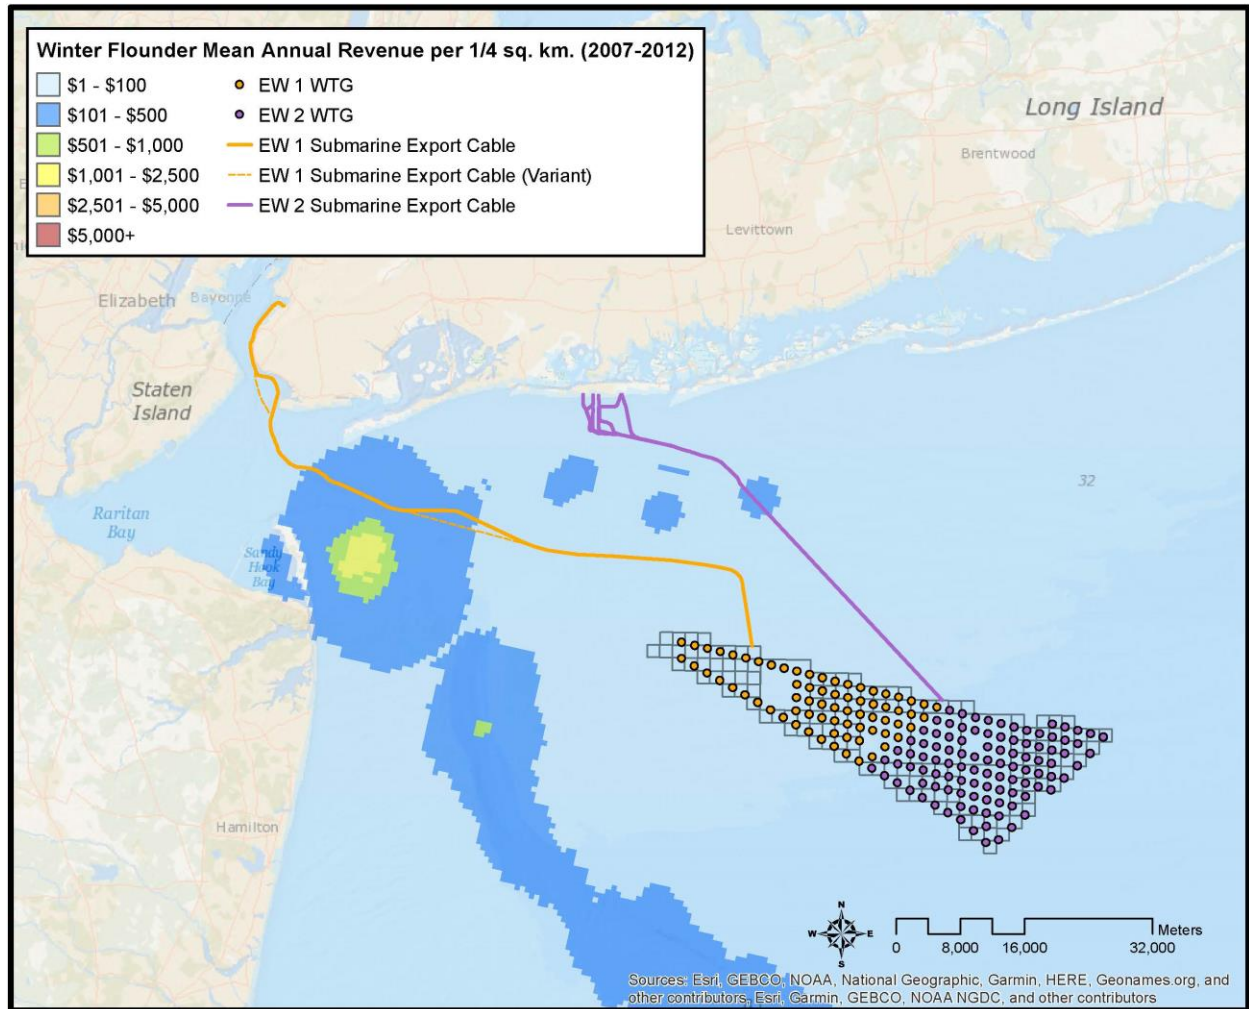 Winter Flounder Mean Annual Revenue per 1/4 sq. km. (2007-2012)
$1 - $100
$101 - $500
$501 - $1,000
$1,001 - $2,500
$2,501 - $5,000
$5,000+
EW 1 WTG
EW 2 WTG
EW 1 Submarine Export Cable
EW 1 Submarine Export Cable (Variant)
EW 2 Submarine Export Cable
Long Island
Brentwood
Levittown
Elizabeth
Bayonne
Staten
Island
Raritan
Bay
Sandy
Hook
Bay
32
Hamilton
N
W
E
S
Meters
0
8,000
16,000
32,000
Sources: Esri, GEBCO, NOAA, National Geographic, Garmin, HERE, Geonames.org, and
other contributors, Esri, Garmin, GEBCO, NOAA NGDC, and other contributors